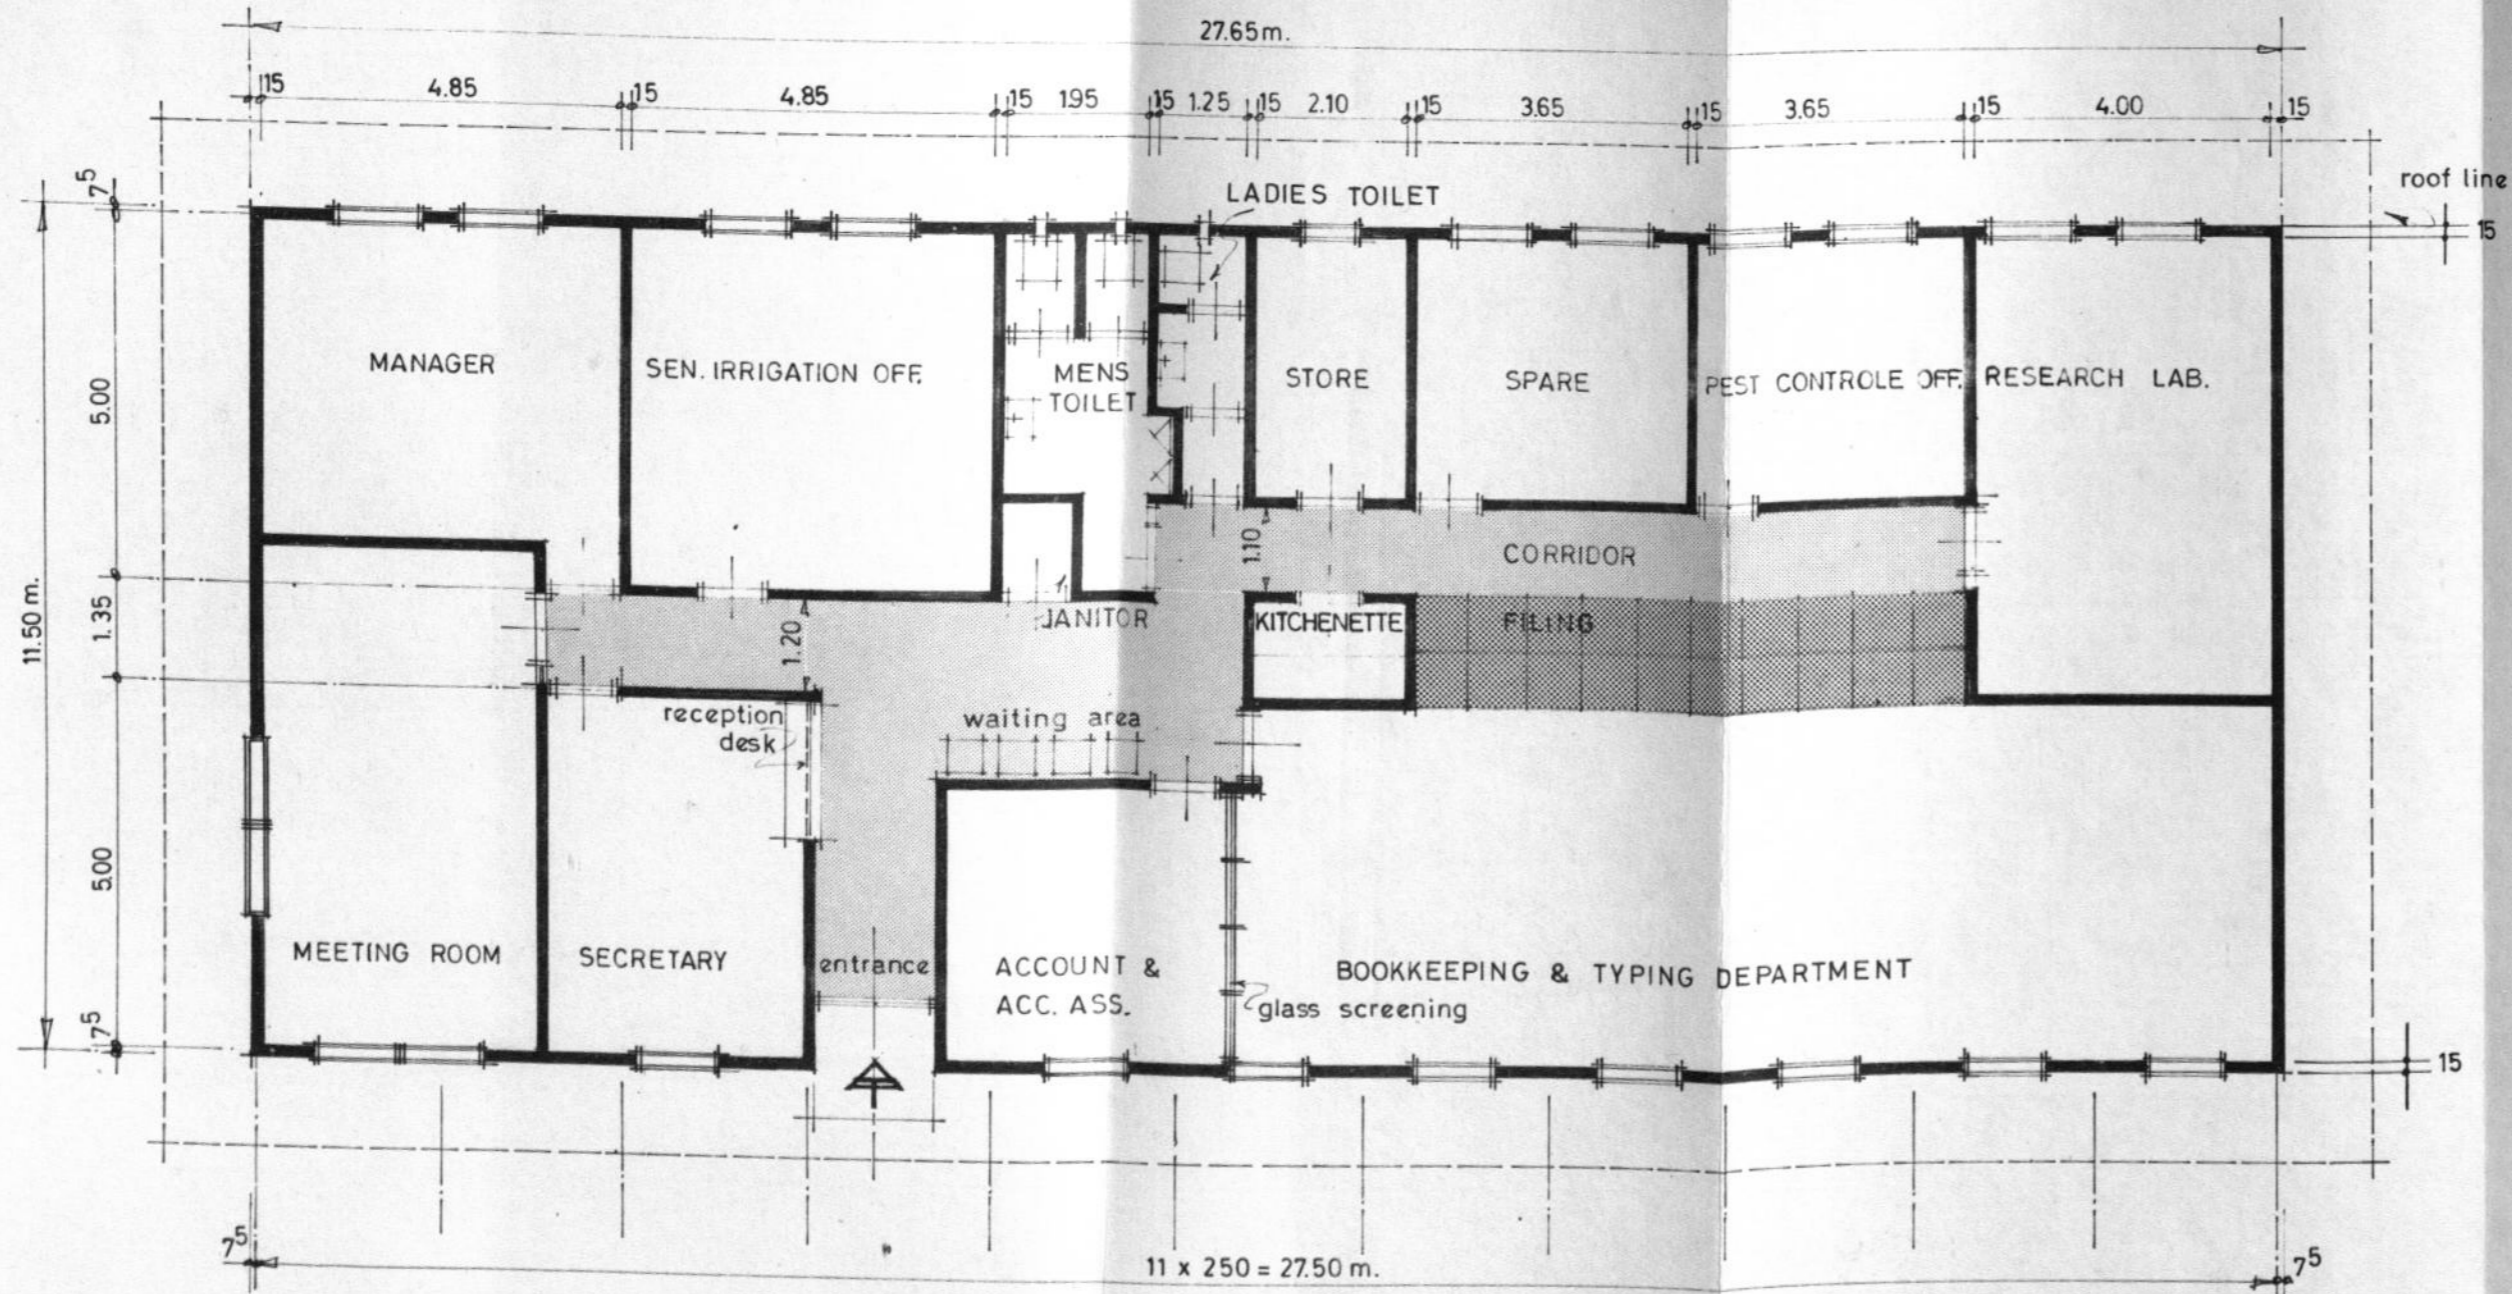 27.65 m.
15 4.85 15 4.85 15 1.95 15 1.25 15 2.10 15 3.65 15 3.65 15 4.00 15
LADIES TOILET
roof line
15
7⁵
5.00
1.35
5.00
7⁵
11.50 m.
MANAGER
SEN. IRRIGATION OFF.
MENS
TOILET
STORE
SPARE
PEST CONTROLE OFF.
RESEARCH LAB.
1.10
CORRIDOR
1.20
JANITOR
KITCHENETTE
FILING
reception
desk
waiting area
MEETING ROOM
SECRETARY
entrance
ACCOUNT &
ACC. ASS.
BOOKKEEPING & TYPING DEPARTMENT
glass screening
15
7⁵
11 x 250 = 27.50 m.
7⁵